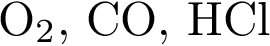 O₂, CO, HCl